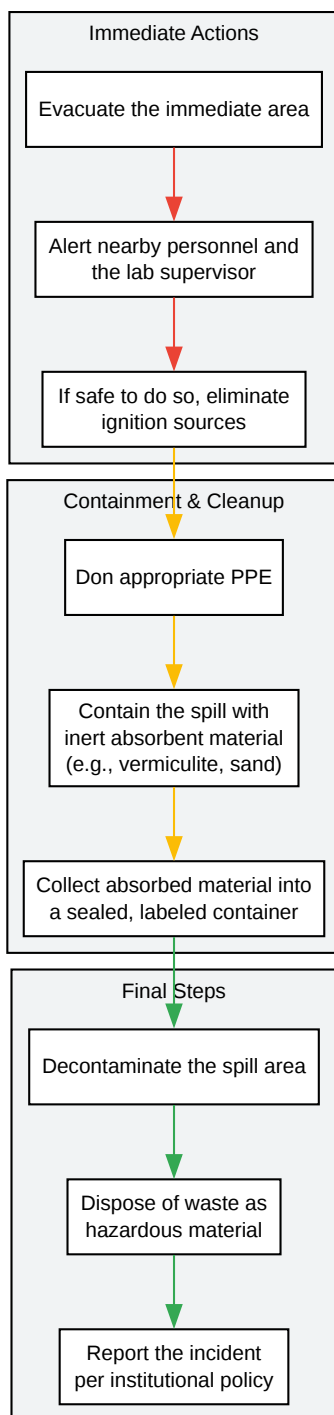 Immediate Actions
Evacuate the immediate area
Alert nearby personnel and
the lab supervisor
If safe to do so, eliminate
ignition sources
Containment & Cleanup
Don appropriate PPE
Contain the spill with
inert absorbent material
(e.g., vermiculite, sand)
Collect absorbed material into
a sealed, labeled container
Final Steps
Decontaminate the spill area
Dispose of waste as
hazardous material
Report the incident
per institutional policy